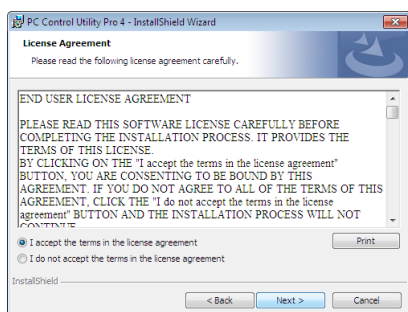 PC Control Utility Pro 4 - InstallShield Wizard
License Agreement
Please read the following license agreement carefully.
END USER LICENSE AGREEMENT
PLEASE READ THIS SOFTWARE LICENSE CAREFULLY BEFORE
COMPLETING THE INSTALLATION PROCESS. IT PROVIDES THE
TERMS OF THIS LICENSE.
BY CLICKING ON THE "I accept the terms in the license agreement"
BUTTON, YOU ARE CONSENTING TO BE BOUND BY THIS
AGREEMENT. IF YOU DO NOT AGREE TO ALL OF THE TERMS OF THIS
AGREEMENT, CLICK THE "I do not accept the terms in the license
agreement" BUTTON AND THE INSTALLATION PROCESS WILL NOT
CONTINUE
I accept the terms in the license agreement
Print
I do not accept the terms in the license agreement
InstallShield
< Back
Next >
Cancel